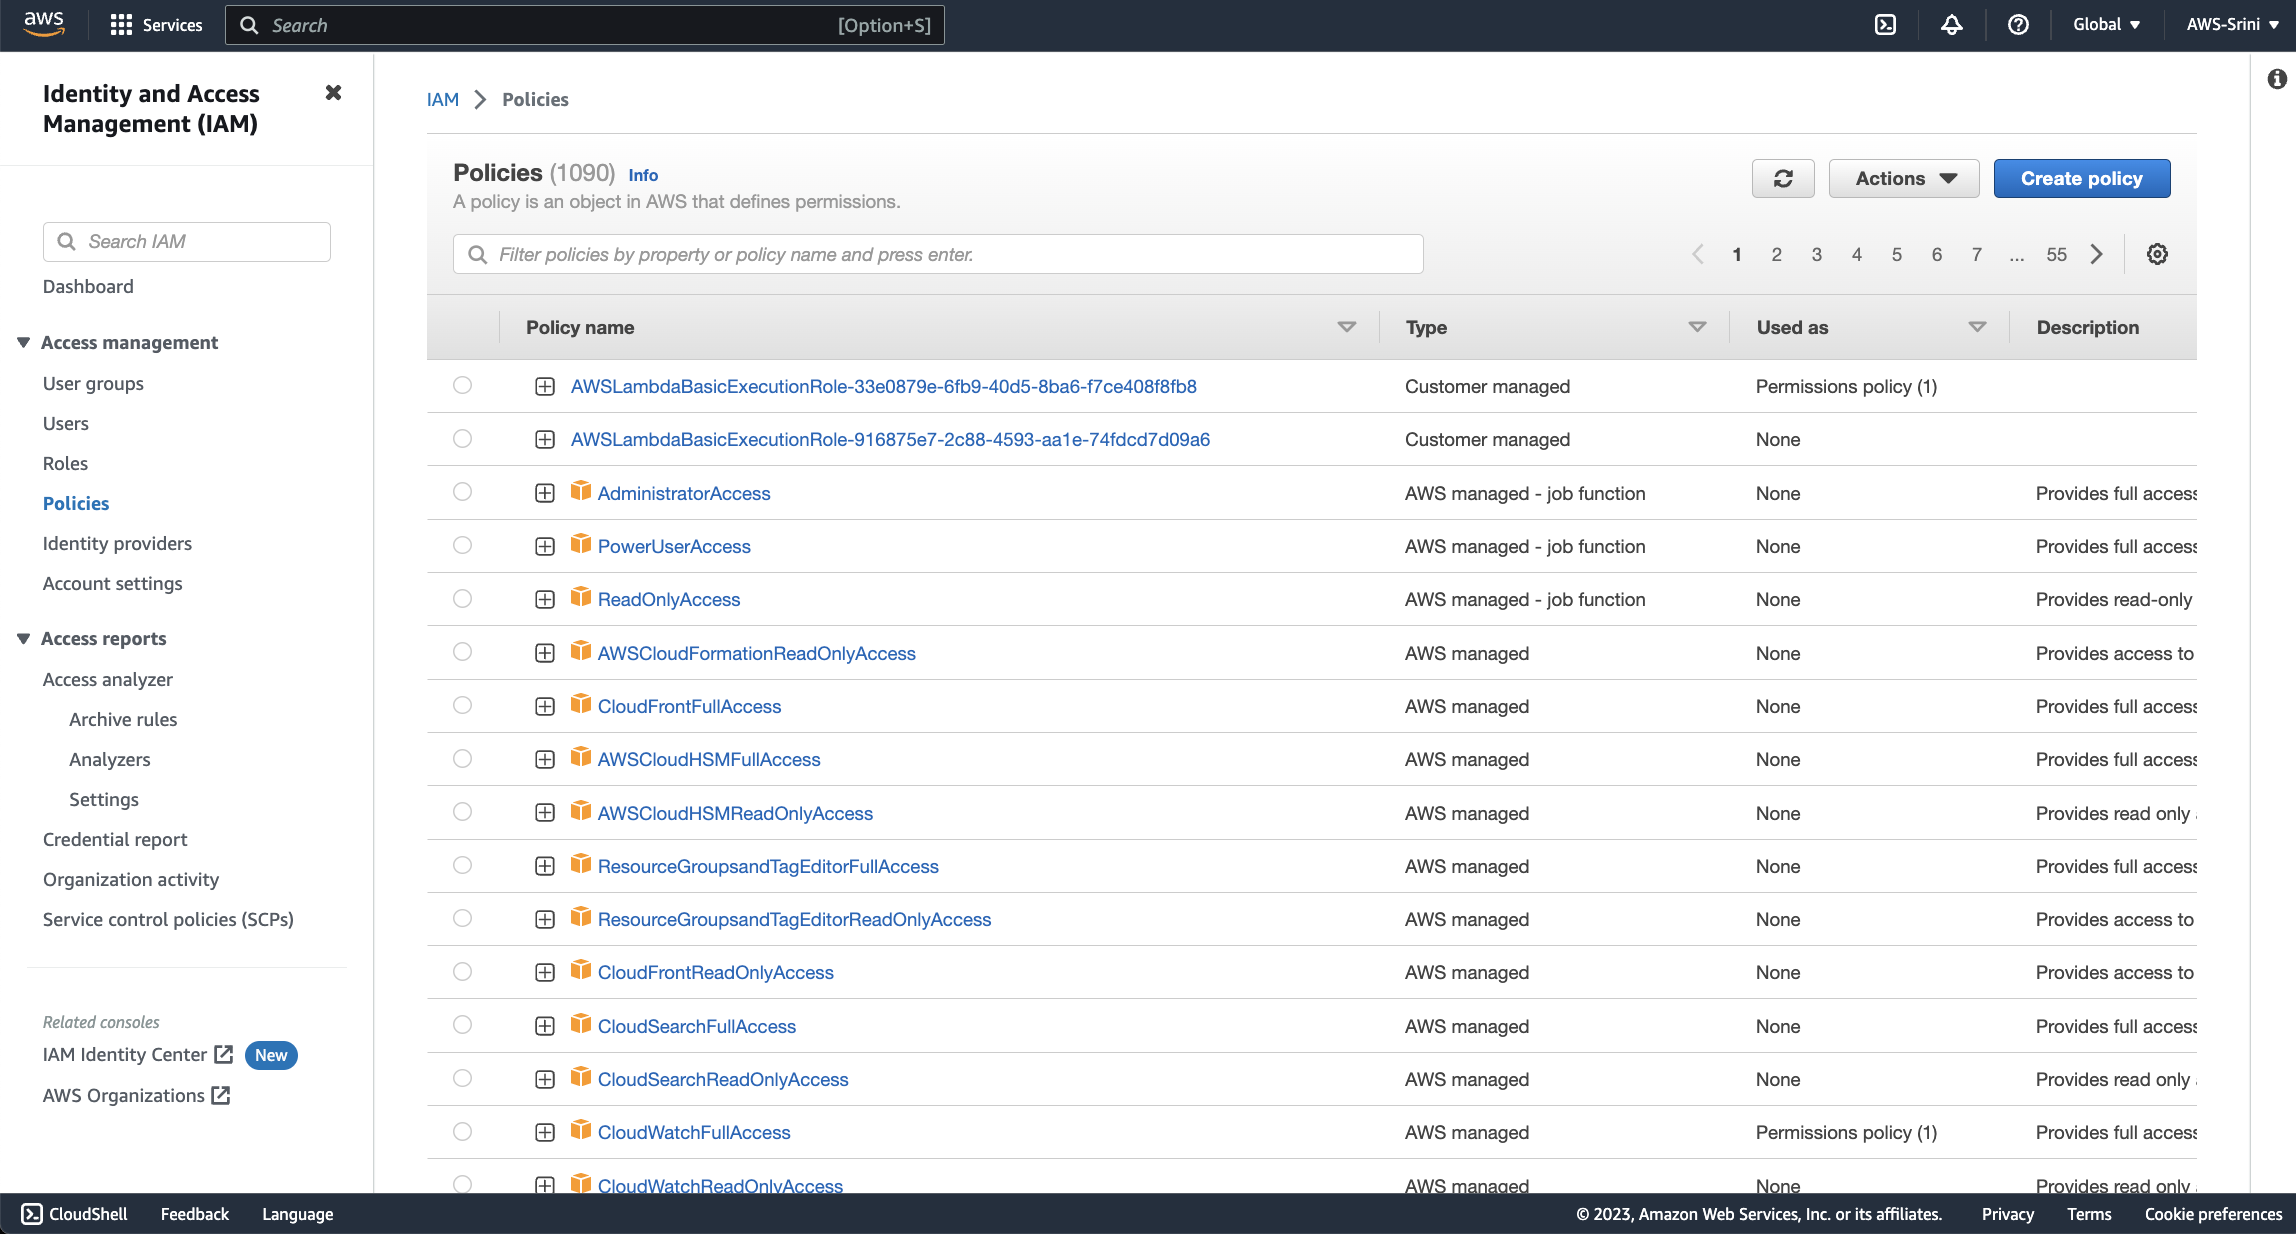 aws
Services
Search [Option+S]
Global
AWS-Srini
Identity and Access
Management (IAM)
Search IAM
Dashboard
Access management
User groups
Users
Roles
Policies
Identity providers
Account settings
Access reports
Access analyzer
Archive rules
Analyzers
Settings
Credential report
Organization activity
Service control policies (SCPs)
Related consoles
IAM Identity Center New
AWS Organizations
IAM > Policies
Policies (1090) Info
A policy is an object in AWS that defines permissions.
Actions
Create policy
Filter policies by property or policy name and press enter.
1 2 3 4 5 6 7 ... 55
Policy name Type Used as Description
AWSLambdaBasicExecutionRole-33e0879e-6fb9-40d5-8ba6-f7ce408f8fb8 Customer managed Permissions policy (1)
AWSLambdaBasicExecutionRole-916875e7-2c88-4593-aa1e-74fdcd7d09a6 Customer managed None
AdministratorAccess AWS managed - job function None Provides full access
PowerUserAccess AWS managed - job function None Provides full access
ReadOnlyAccess AWS managed - job function None Provides read-only
AWSCloudFormationReadOnlyAccess AWS managed None Provides access to
CloudFrontFullAccess AWS managed None Provides full access
AWSCloudHSMFullAccess AWS managed None Provides full access
AWSCloudHSMReadOnlyAccess AWS managed None Provides read only
ResourceGroupsandTagEditorFullAccess AWS managed None Provides full access
ResourceGroupsandTagEditorReadOnlyAccess AWS managed None Provides access to
CloudFrontReadOnlyAccess AWS managed None Provides access to
CloudSearchFullAccess AWS managed None Provides full access
CloudSearchReadOnlyAccess AWS managed None Provides read only
CloudWatchFullAccess AWS managed Permissions policy (1) Provides full access
CloudWatchReadOnlyAccess AWS managed None Provides read only
CloudShell Feedback Language
© 2023, Amazon Web Services, Inc. or its affiliates. Privacy Terms Cookie preferences